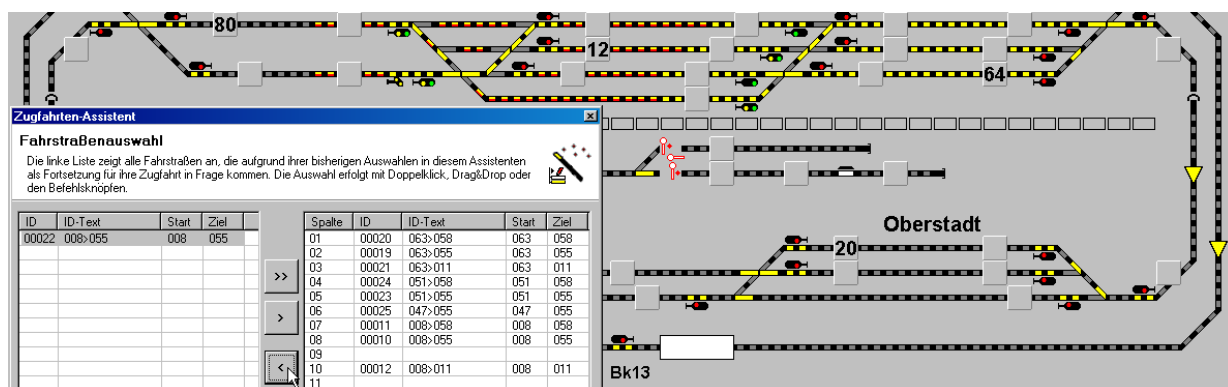 80
12
64
Zugfahrten-Assistent
Fahrstraßenauswahl
Die linke Liste zeigt alle Fahrstraßen an, die aufgrund ihrer bisherigen Auswahlen in diesem Assistenten
als Fortsetzung für ihre Zugfahrt in Frage kommen. Die Auswahl erfolgt mit Doppelklick, Drag&Drop oder
den Befehlsknöpfen.
ID ID-Text Start Ziel
00022 008>055 008 055
>>
>
<
Spalte ID ID-Text Start Ziel
01 00020 063>058 063 058
02 00019 063>055 063 055
03 00021 063>011 063 011
04 00024 051>058 051 058
05 00023 051>055 051 055
06 00025 047>055 047 055
07 00011 008>058 008 058
08 00010 008>055 008 055
09
10 00012 008>011 008 011
11
Oberstadt
20
Bk13